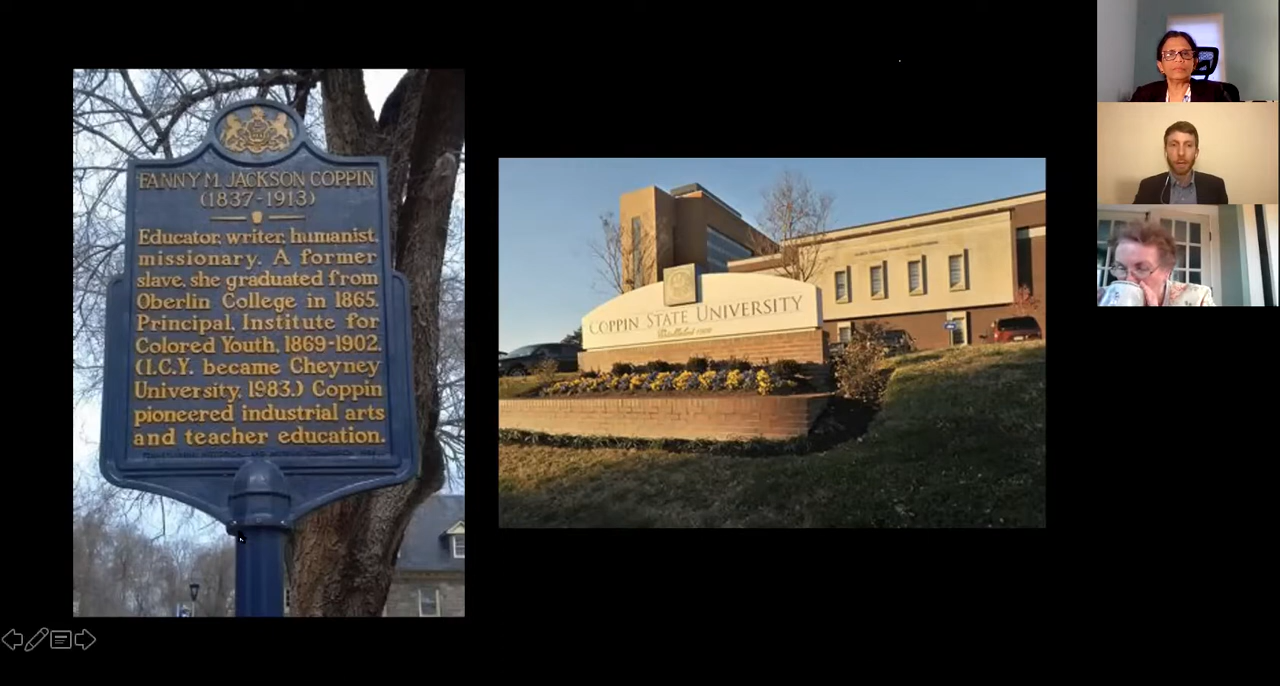 FANNY M. JACKSON COPPIN
(1837-1913)
Educator, writer, humanist,
missionary. A former
slave, she graduated from
Oberlin College in 1865.
Principal, Institute for
Colored Youth, 1869-1902.
(I.C.Y. became Cheyney
University, 1983.) Coppin
pioneered industrial arts
and teacher education.
COPPIN STATE UNIVERSITY
Established 1900